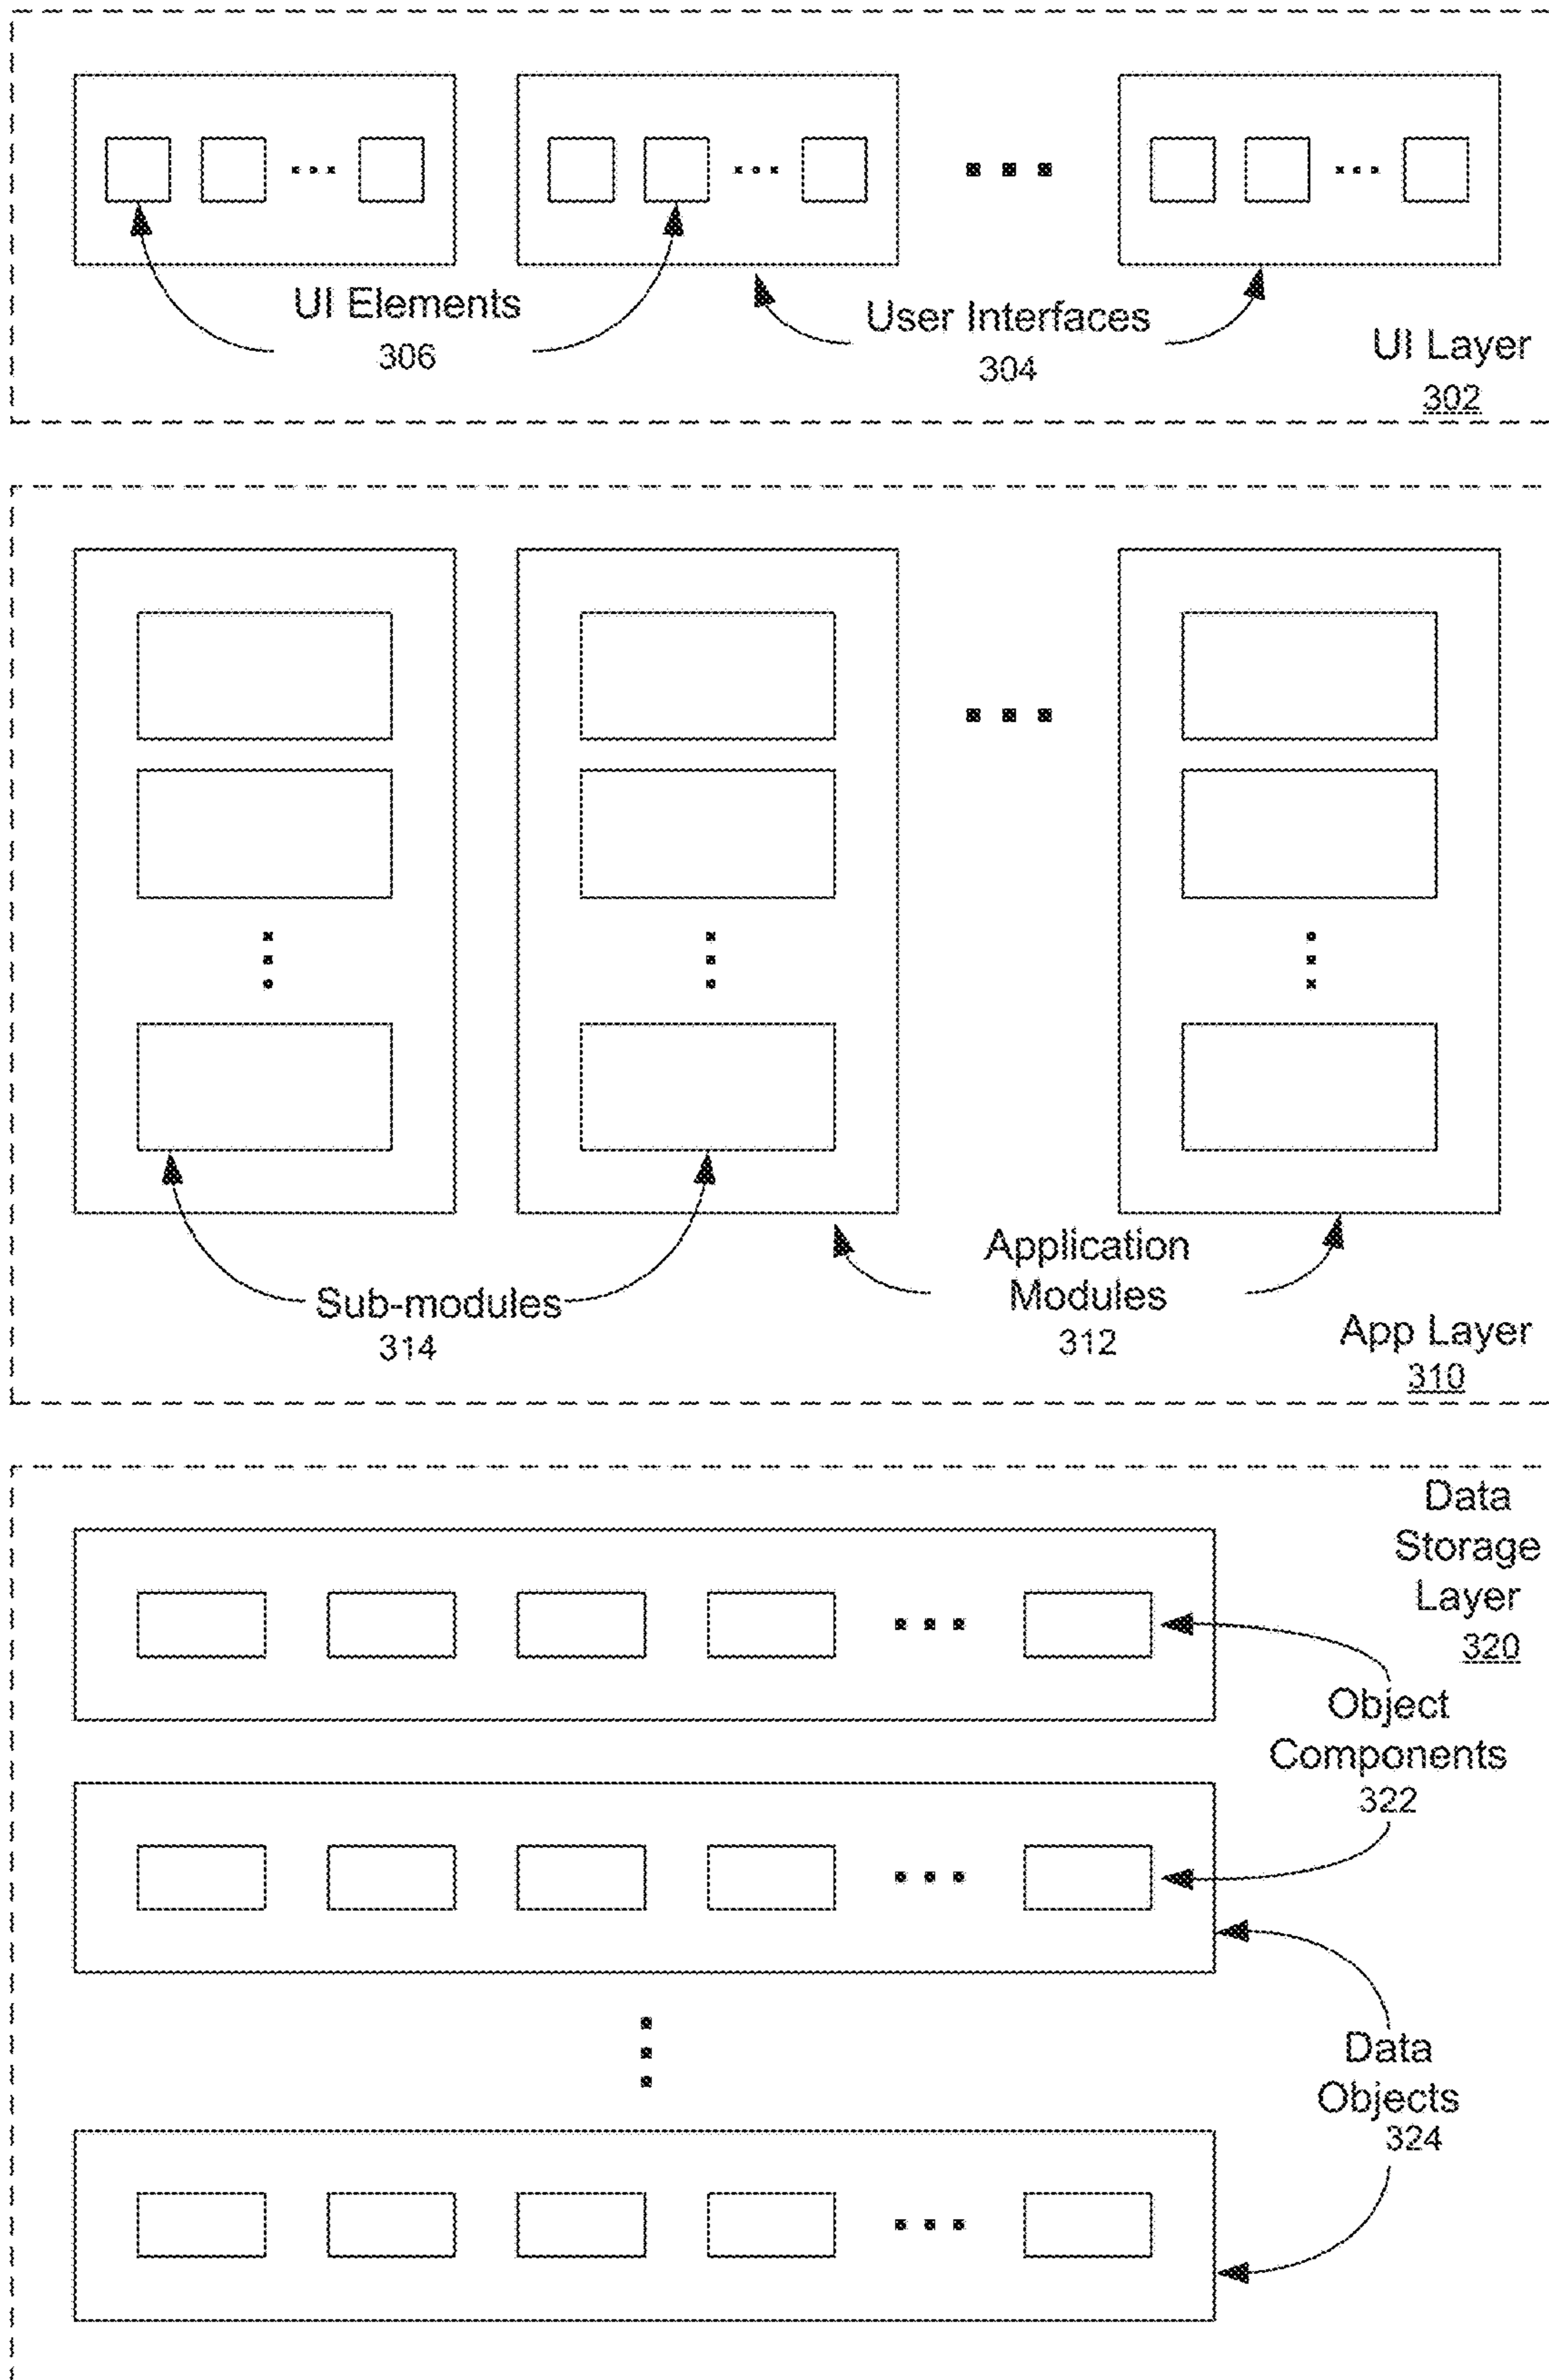 UI Elements
306
User Interfaces
304
UI Layer
302
Sub-modules
314
Application
Modules
312
App Layer
310
Data
Storage
Layer
320
Object
Components
322
Data
Objects
324